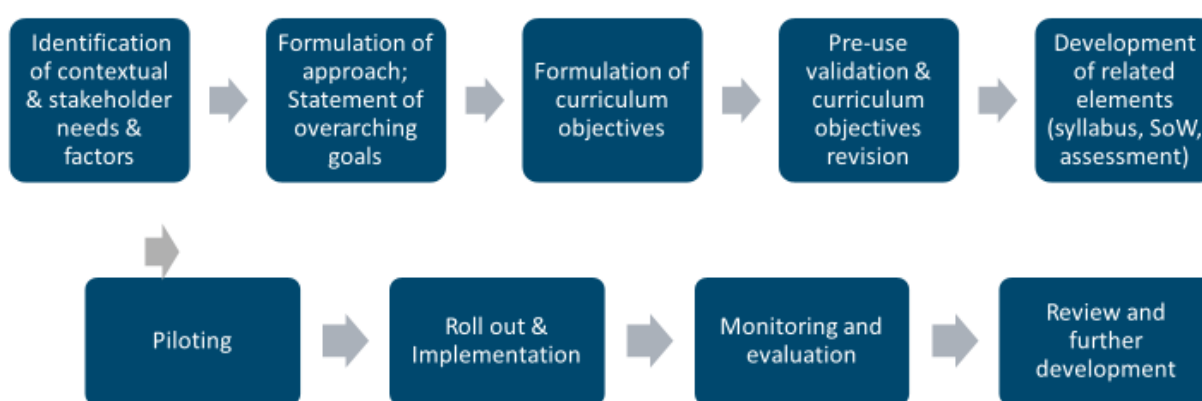 Identification
of contextual
& stakeholder
needs &
factors
Formulation of
approach;
Statement of
overarching
goals
Formulation of
curriculum
objectives
Pre-use
validation &
curriculum
objectives
revision
Development
of related
elements
(syllabus, SoW,
assessment)
Piloting
Roll out &
Implementation
Monitoring and
evaluation
Review and
further
development